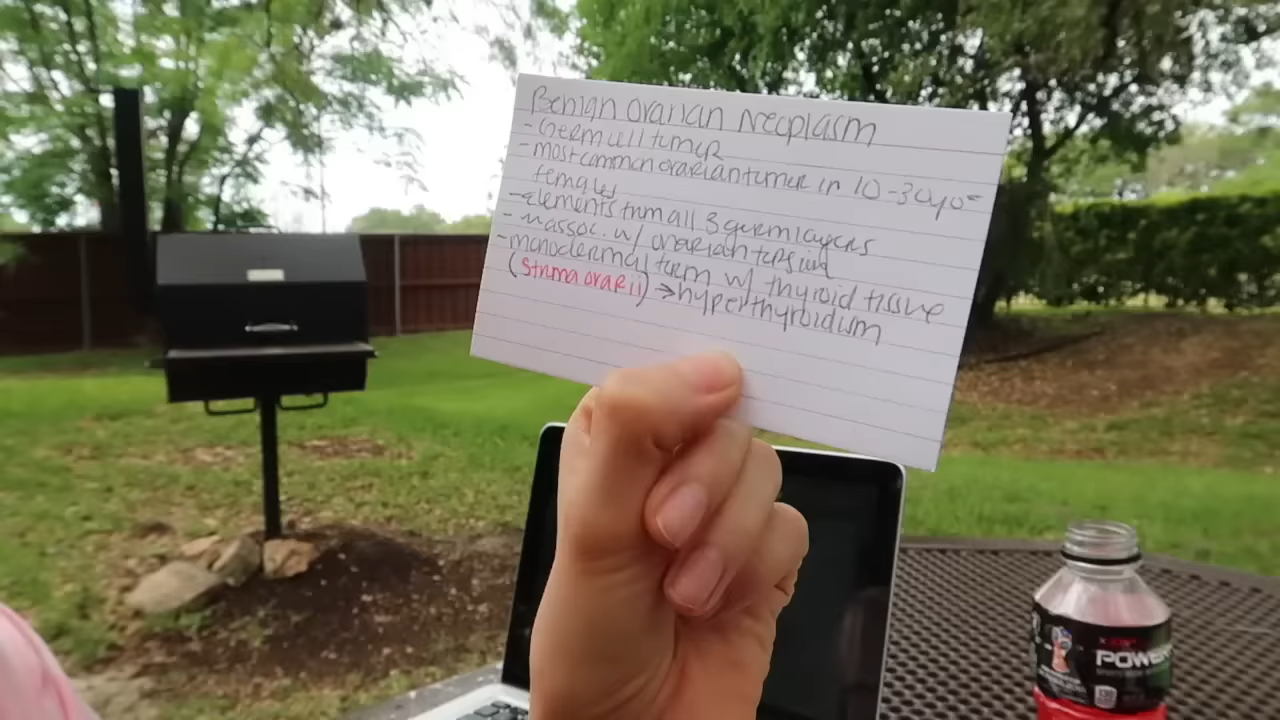 Benign ovarian Neoplasm
- Germ cell tumor
- most common ovarian tumor in 10-30yo
females
- elements from all 3 germ layers
- assoc. w/ ovarian torsion
- monodermal form w/ thyroid tissue
(struma ovarii) → hyperthyroidism
POWER